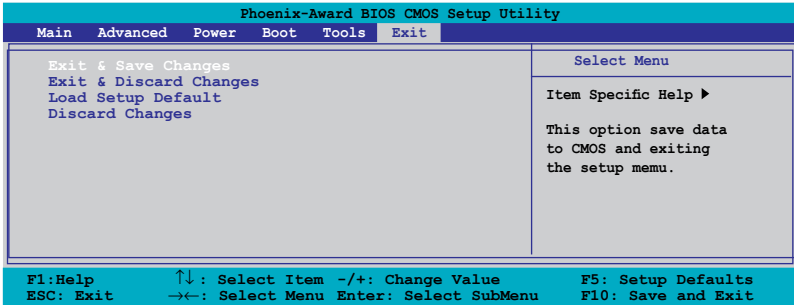 Phoenix-Award BIOS CMOS Setup Utility
Main Advanced Power Boot Tools Exit
Exit & Save Changes
Exit & Discard Changes
Load Setup Default
Discard Changes
Select Menu
Item Specific Help ▶
This option save data
to CMOS and exiting
the setup memu.
F1:Help ↑↓: Select Item -/+: Change Value F5: Setup Defaults
ESC: Exit →←: Select Menu Enter: Select SubMenu F10: Save and Exit